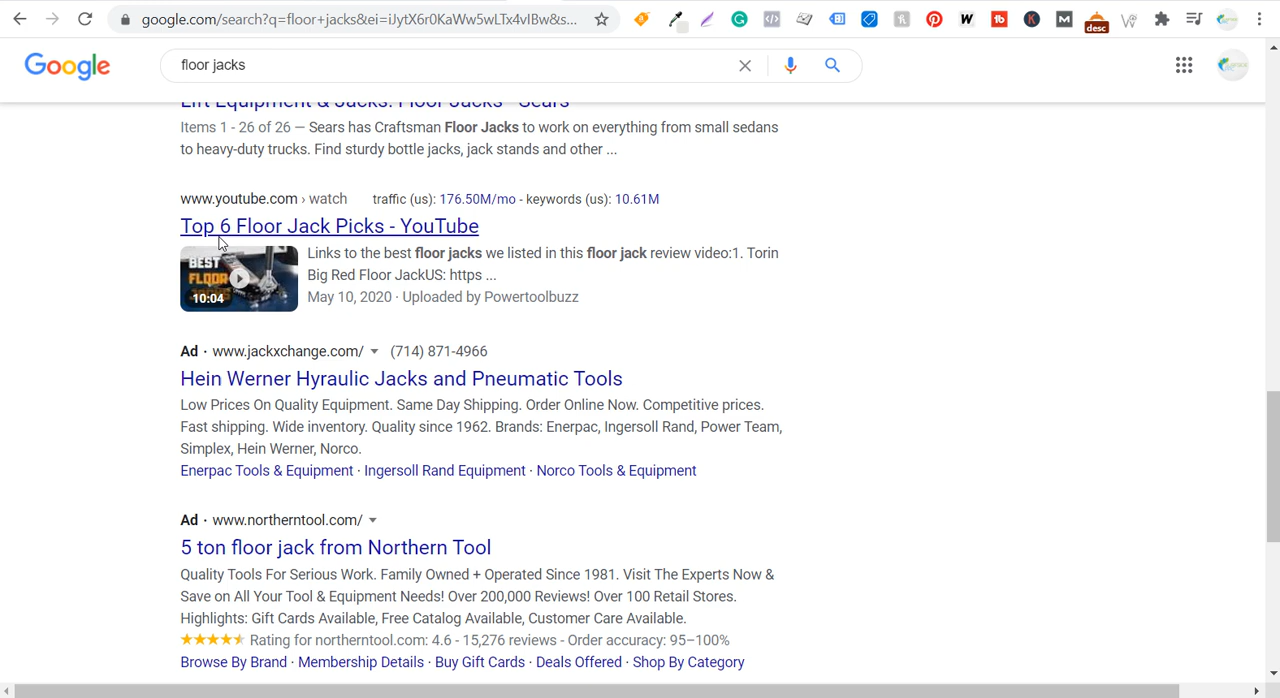 google.com/search?q=floor+jacks&ei=iJytX6r0KaWw5wLTx4vIBw&s...
desc
Google
floor jacks
Lift Equipment & Jacks: Floor Jacks - Sears
Items 1 - 26 of 26 — Sears has Craftsman Floor Jacks to work on everything from small sedans
to heavy-duty trucks. Find sturdy bottle jacks, jack stands and other ...
www.youtube.com › watch traffic (us): 176.50M/mo - keywords (us): 10.61M
Top 6 Floor Jack Picks - YouTube
BEST
FLOOR
JACKS
10:04
Links to the best floor jacks we listed in this floor jack review video:1. Torin
Big Red Floor JackUS: https ...
May 10, 2020 · Uploaded by Powertoolbuzz
Ad · www.jackxchange.com/ (714) 871-4966
Hein Werner Hyraulic Jacks and Pneumatic Tools
Low Prices On Quality Equipment. Same Day Shipping. Order Online Now. Competitive prices.
Fast shipping. Wide inventory. Quality since 1962. Brands: Enerpac, Ingersoll Rand, Power Team,
Simplex, Hein Werner, Norco.
Enerpac Tools & Equipment · Ingersoll Rand Equipment · Norco Tools & Equipment
Ad · www.northerntool.com/
5 ton floor jack from Northern Tool
Quality Tools For Serious Work. Family Owned + Operated Since 1981. Visit The Experts Now &
Save on All Your Tool & Equipment Needs! Over 200,000 Reviews! Over 100 Retail Stores.
Highlights: Gift Cards Available, Free Catalog Available, Customer Care Available.
Rating for northerntool.com: 4.6 - 15,276 reviews - Order accuracy: 95–100%
Browse By Brand · Membership Details · Buy Gift Cards · Deals Offered · Shop By Category